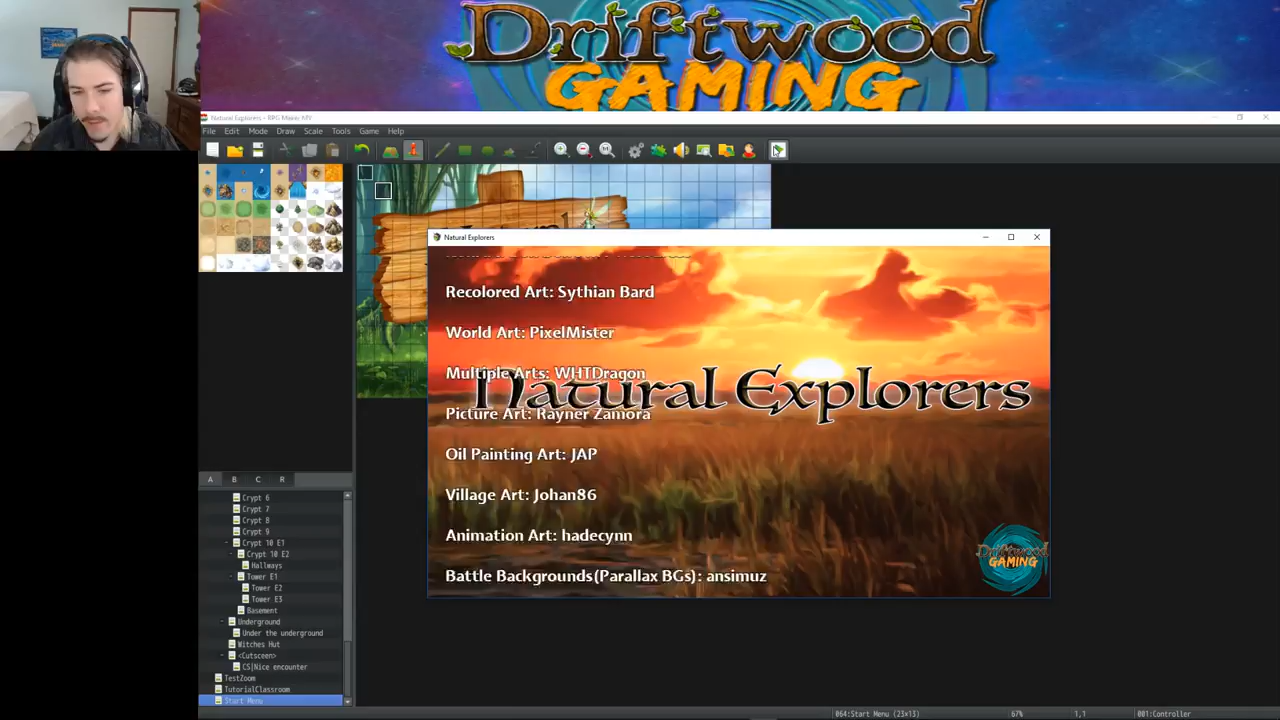 Driftwood
GAMING
Natural Explorers - RPG Maker MV
File Edit Mode Draw Scale Tools Game Help
Natural Explorers
Recolored Art: Sythian Bard
World Art: PixelMister
Multiple Arts: WHTDragon
Natural Explorers
Picture Art: Rayner Zamora
Oil Painting Art: JAP
Village Art: Johan86
Animation Art: hadecynn
Battle Backgrounds(Parallax BGs): ansimuz
Driftwood
GAMING
A B C R
Crypt 6
Crypt 7
Crypt 8
Crypt 9
Crypt 10 E1
Crypt 10 E2
Hallways
Tower E1
Tower E2
Tower E3
Basement
Underground
Under the underground
Witches Hut
<Cutsceen>
CS|Nice encounter
TestZoom
TutorialClassroom
Start Menu
064:Start Menu (23×13) 67% 1,1 001:Controller